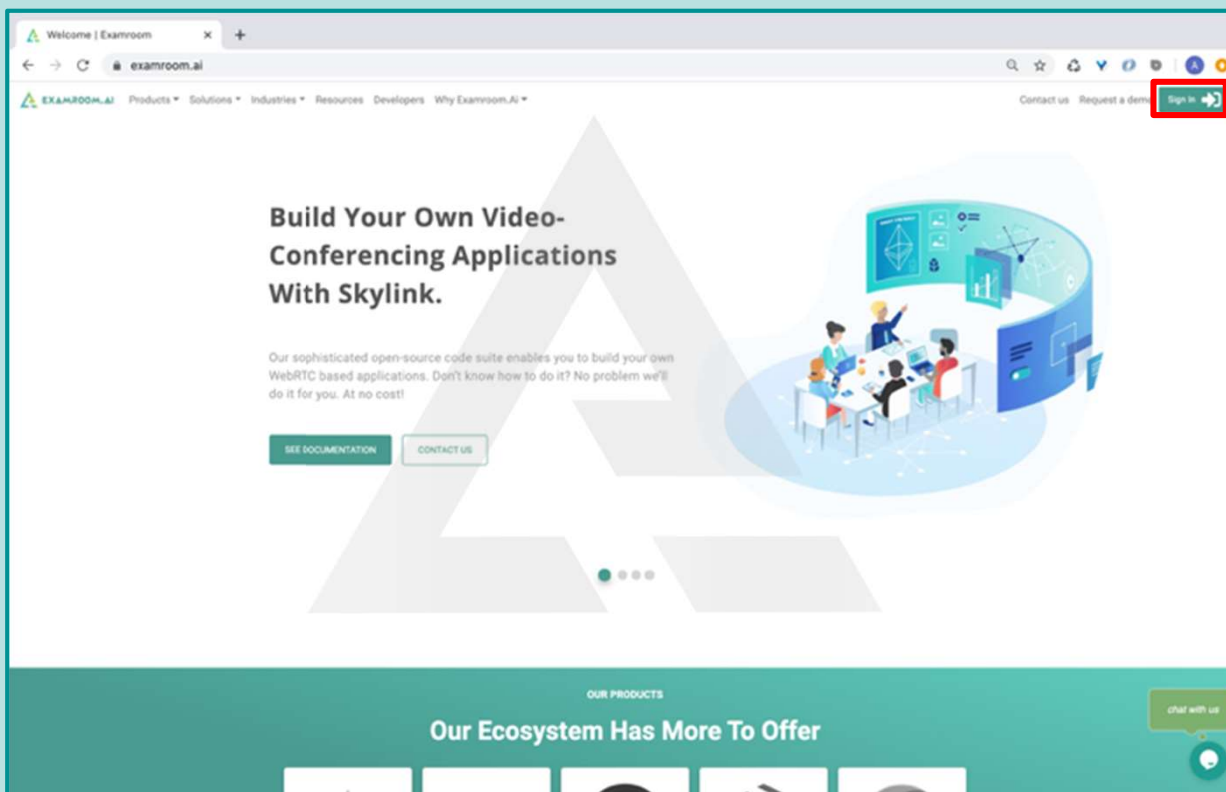 Welcome | Examroom
examroom.ai
EXAMROOM.AI Products Solutions Industries Resources Developers Why Examroom.Ai Contact us Request a demo Sign In
Build Your Own Video-
Conferencing Applications
With Skylink.
Our sophisticated open-source code suite enables you to build your own
WebRTC based applications. Don't know how to do it? No problem we'll
do it for you. At no cost!
SEE DOCUMENTATION CONTACT US
OUR PRODUCTS
Our Ecosystem Has More To Offer
chat with us